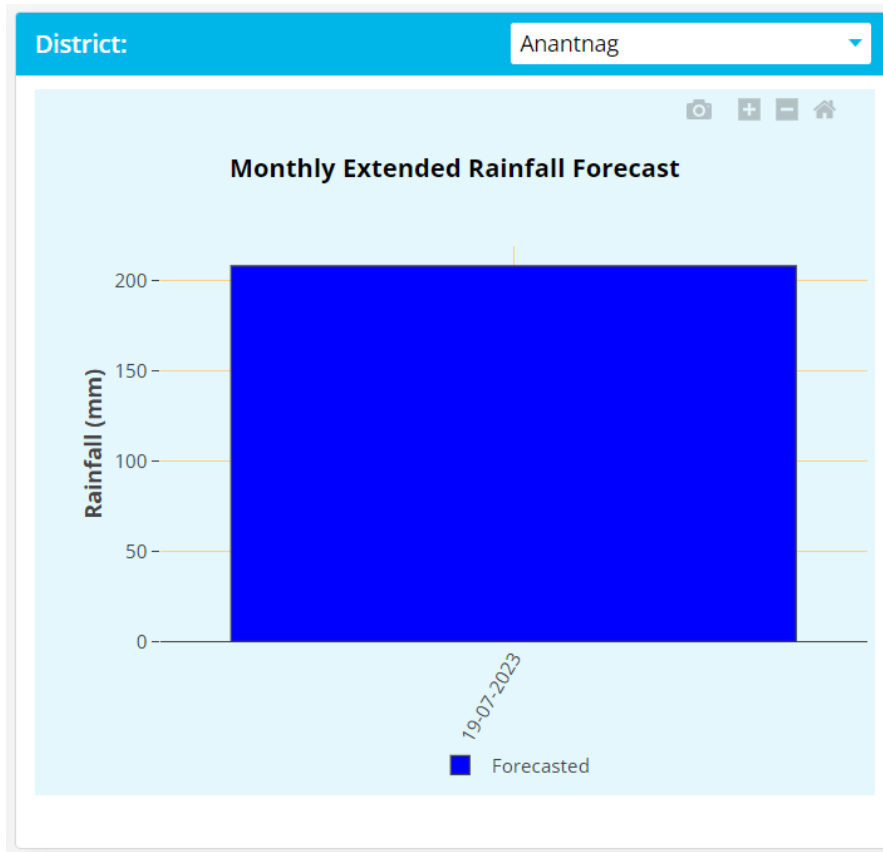 District: Anantnag
Monthly Extended Rainfall Forecast
Rainfall (mm)
200
150
100
50
0
19-07-2023
Forecasted